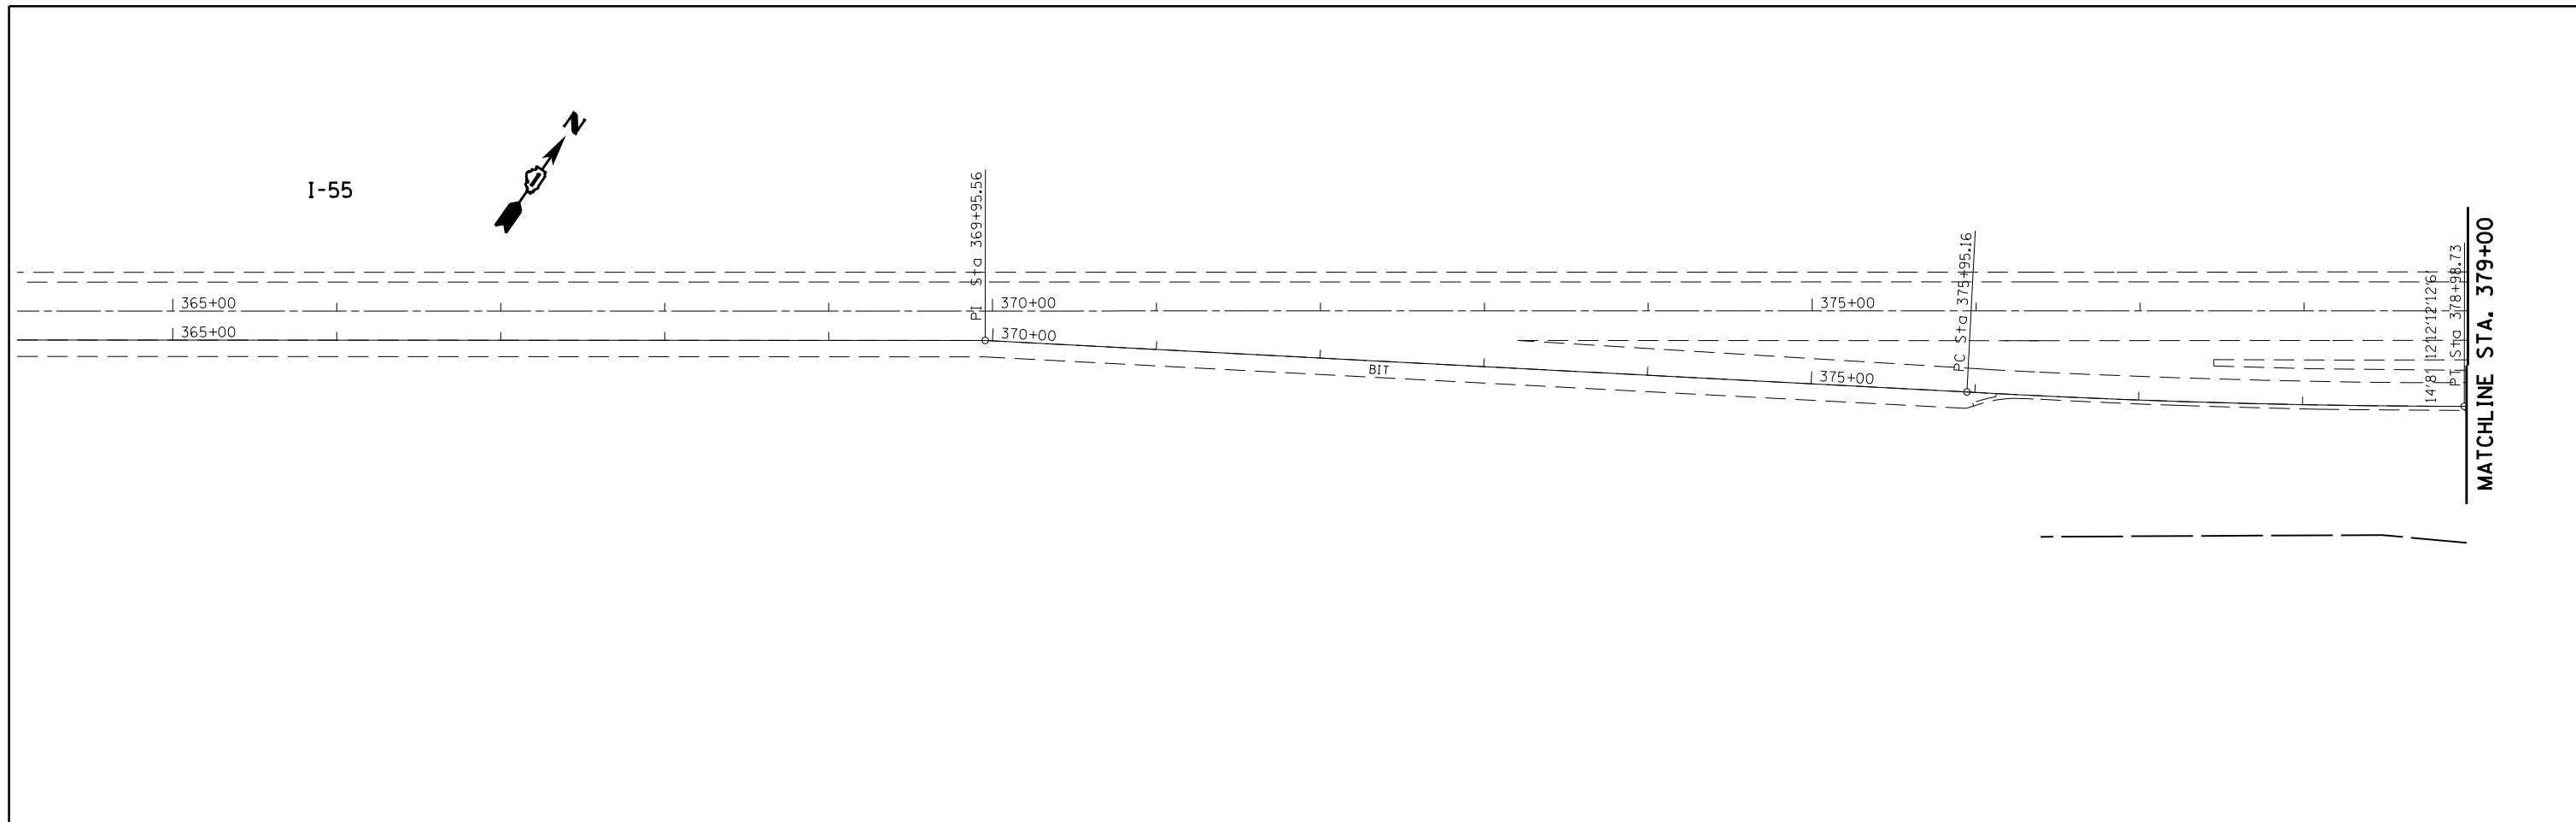 N
I-55
PI Sta 369+95.56
PC Sta 375+95.16
PT Sta 378+98.73
MATCHLINE STA. 379+00
365+00
370+00
375+00
365+00
370+00
375+00
BIT
14'8' 12'12'12'12'6'